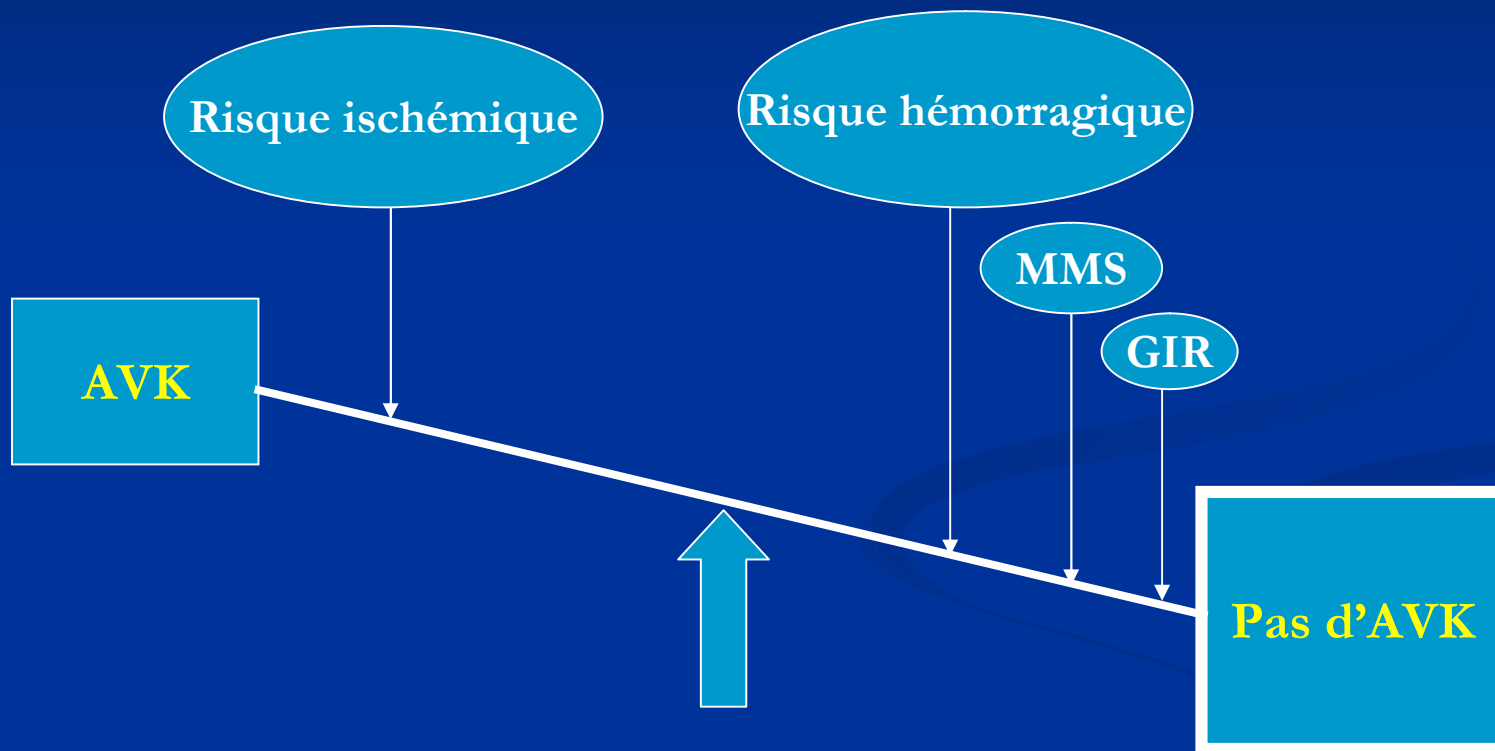 Risque ischémique
Risque hémorragique
MMS
GIR
AVK
Pas d’AVK